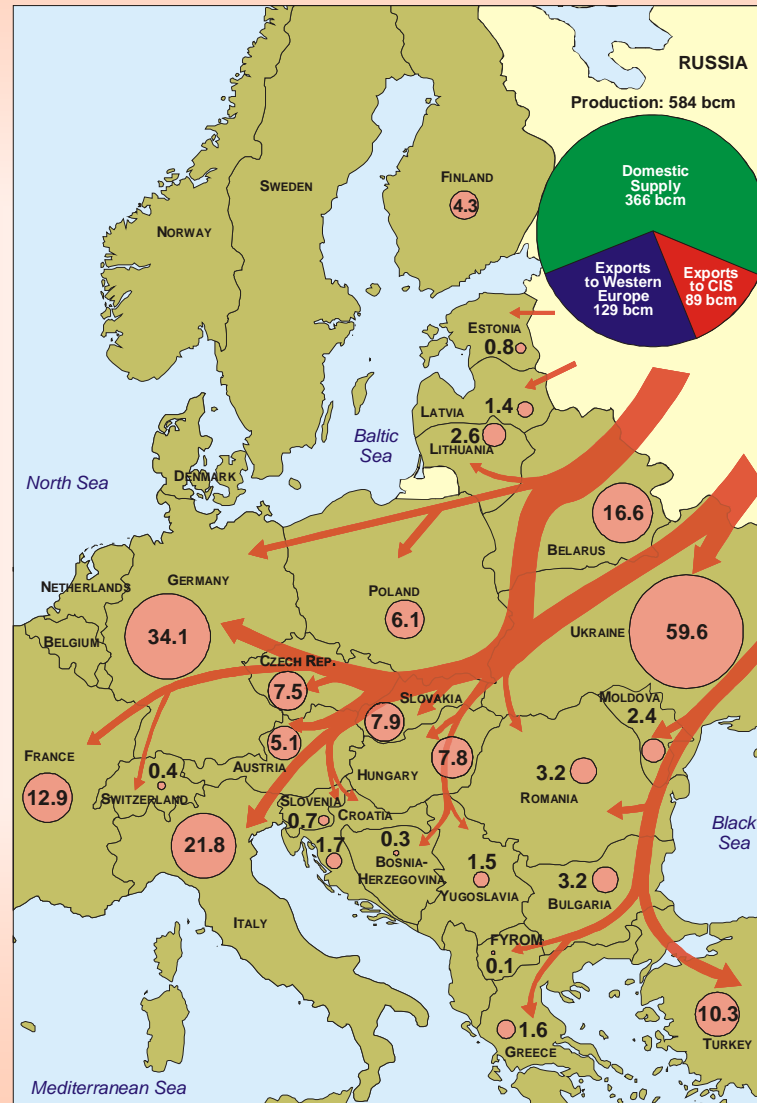 RUSSIA
Production: 584 bcm
Domestic
Supply
366 bcm
Exports
to Western
Europe
129 bcm
Exports
to CIS
89 bcm
FINLAND
4.3
SWEDEN
NORWAY
ESTONIA
0.8
LATVIA
1.4
Baltic
Sea
2.6
LITHUANIA
North Sea
DENMARK
16.6
BELARUS
NETHERLANDS
GERMANY
POLAND
6.1
BELGIUM
34.1
UKRAINE
59.6
CZECH REP.
7.5
SLOVAKIA
7.9
MOLDOVA
2.4
5.1
AUSTRIA
FRANCE
12.9
0.4
SWITZERLAND
HUNGARY
7.8
3.2
ROMANIA
SLOVENIA
0.7
CROATIA
1.7
21.8
0.3
BOSNIA-
HERZEGOVINA
1.5
YUGOSLAVIA
3.2
BULGARIA
Black
Sea
ITALY
FYROM
0.1
10.3
TURKEY
1.6
GREECE
Mediterranean Sea